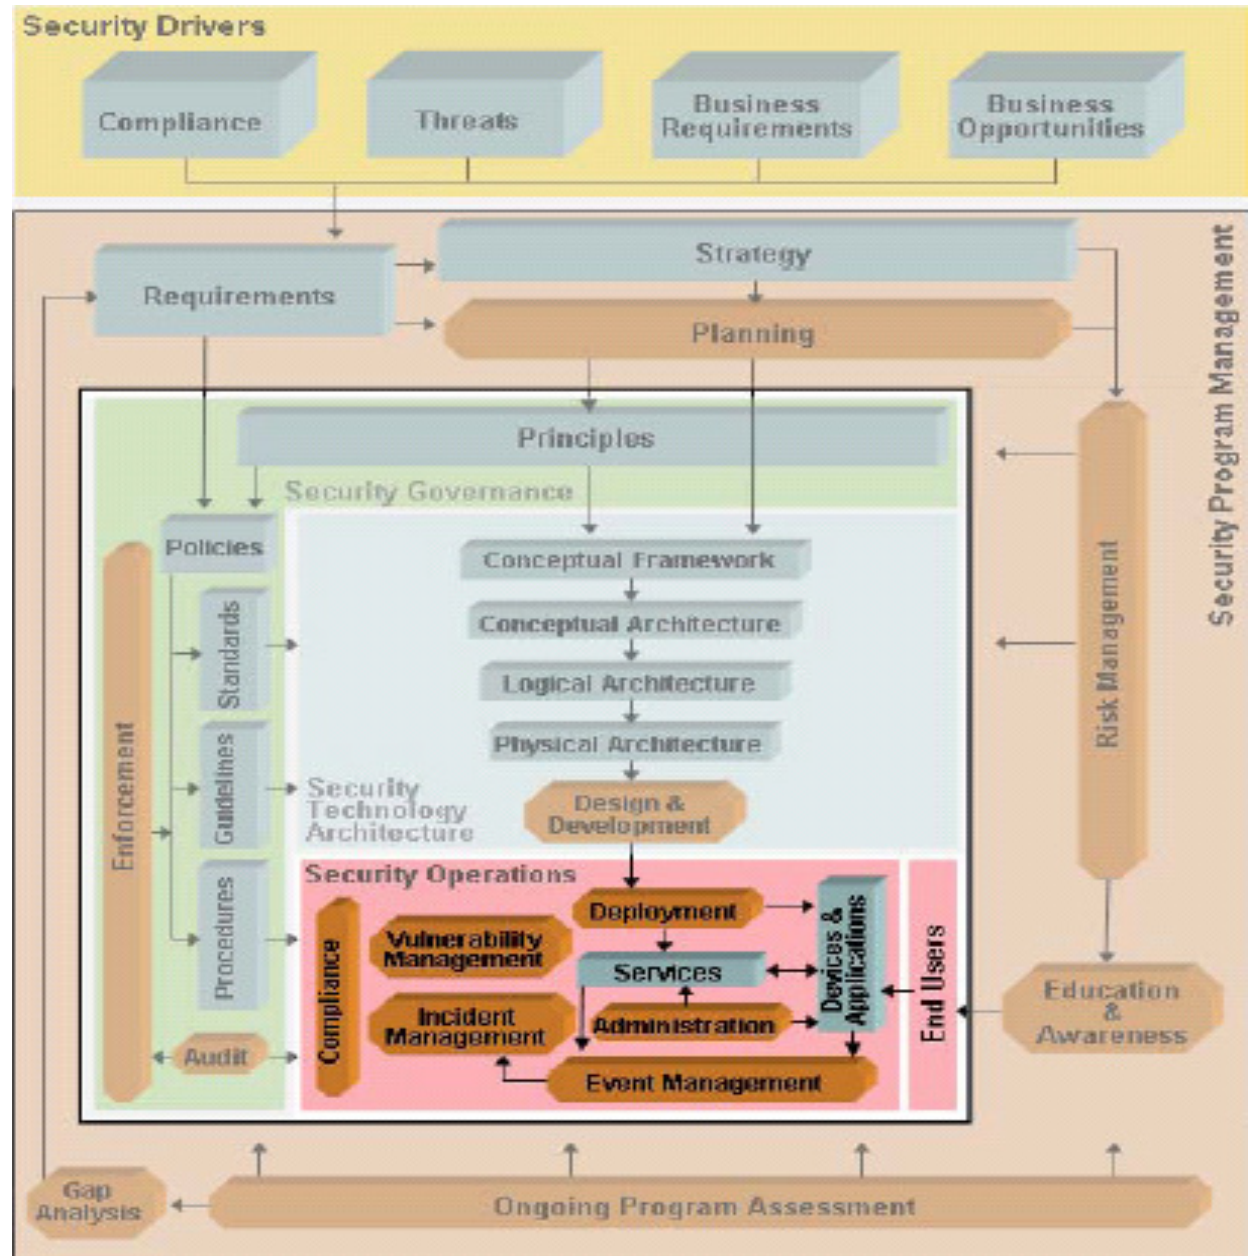 Security Drivers
Compliance
Threats
Business
Requirements
Business
Opportunities
Security Program Management
Requirements
Strategy
Planning
Principles
Security Governance
Policies
Standards
Guidelines
Procedures
Enforcement
Audit
Conceptual Framework
Conceptual Architecture
Logical Architecture
Physical Architecture
Design &
Development
Security
Technology
Architecture
Risk Management
Security Operations
Compliance
Vulnerability
Management
Incident
Management
Deployment
Services
Administration
Event Management
Devices &
Applications
End Users
Education
&
Awareness
Gap
Analysis
Ongoing Program Assessment